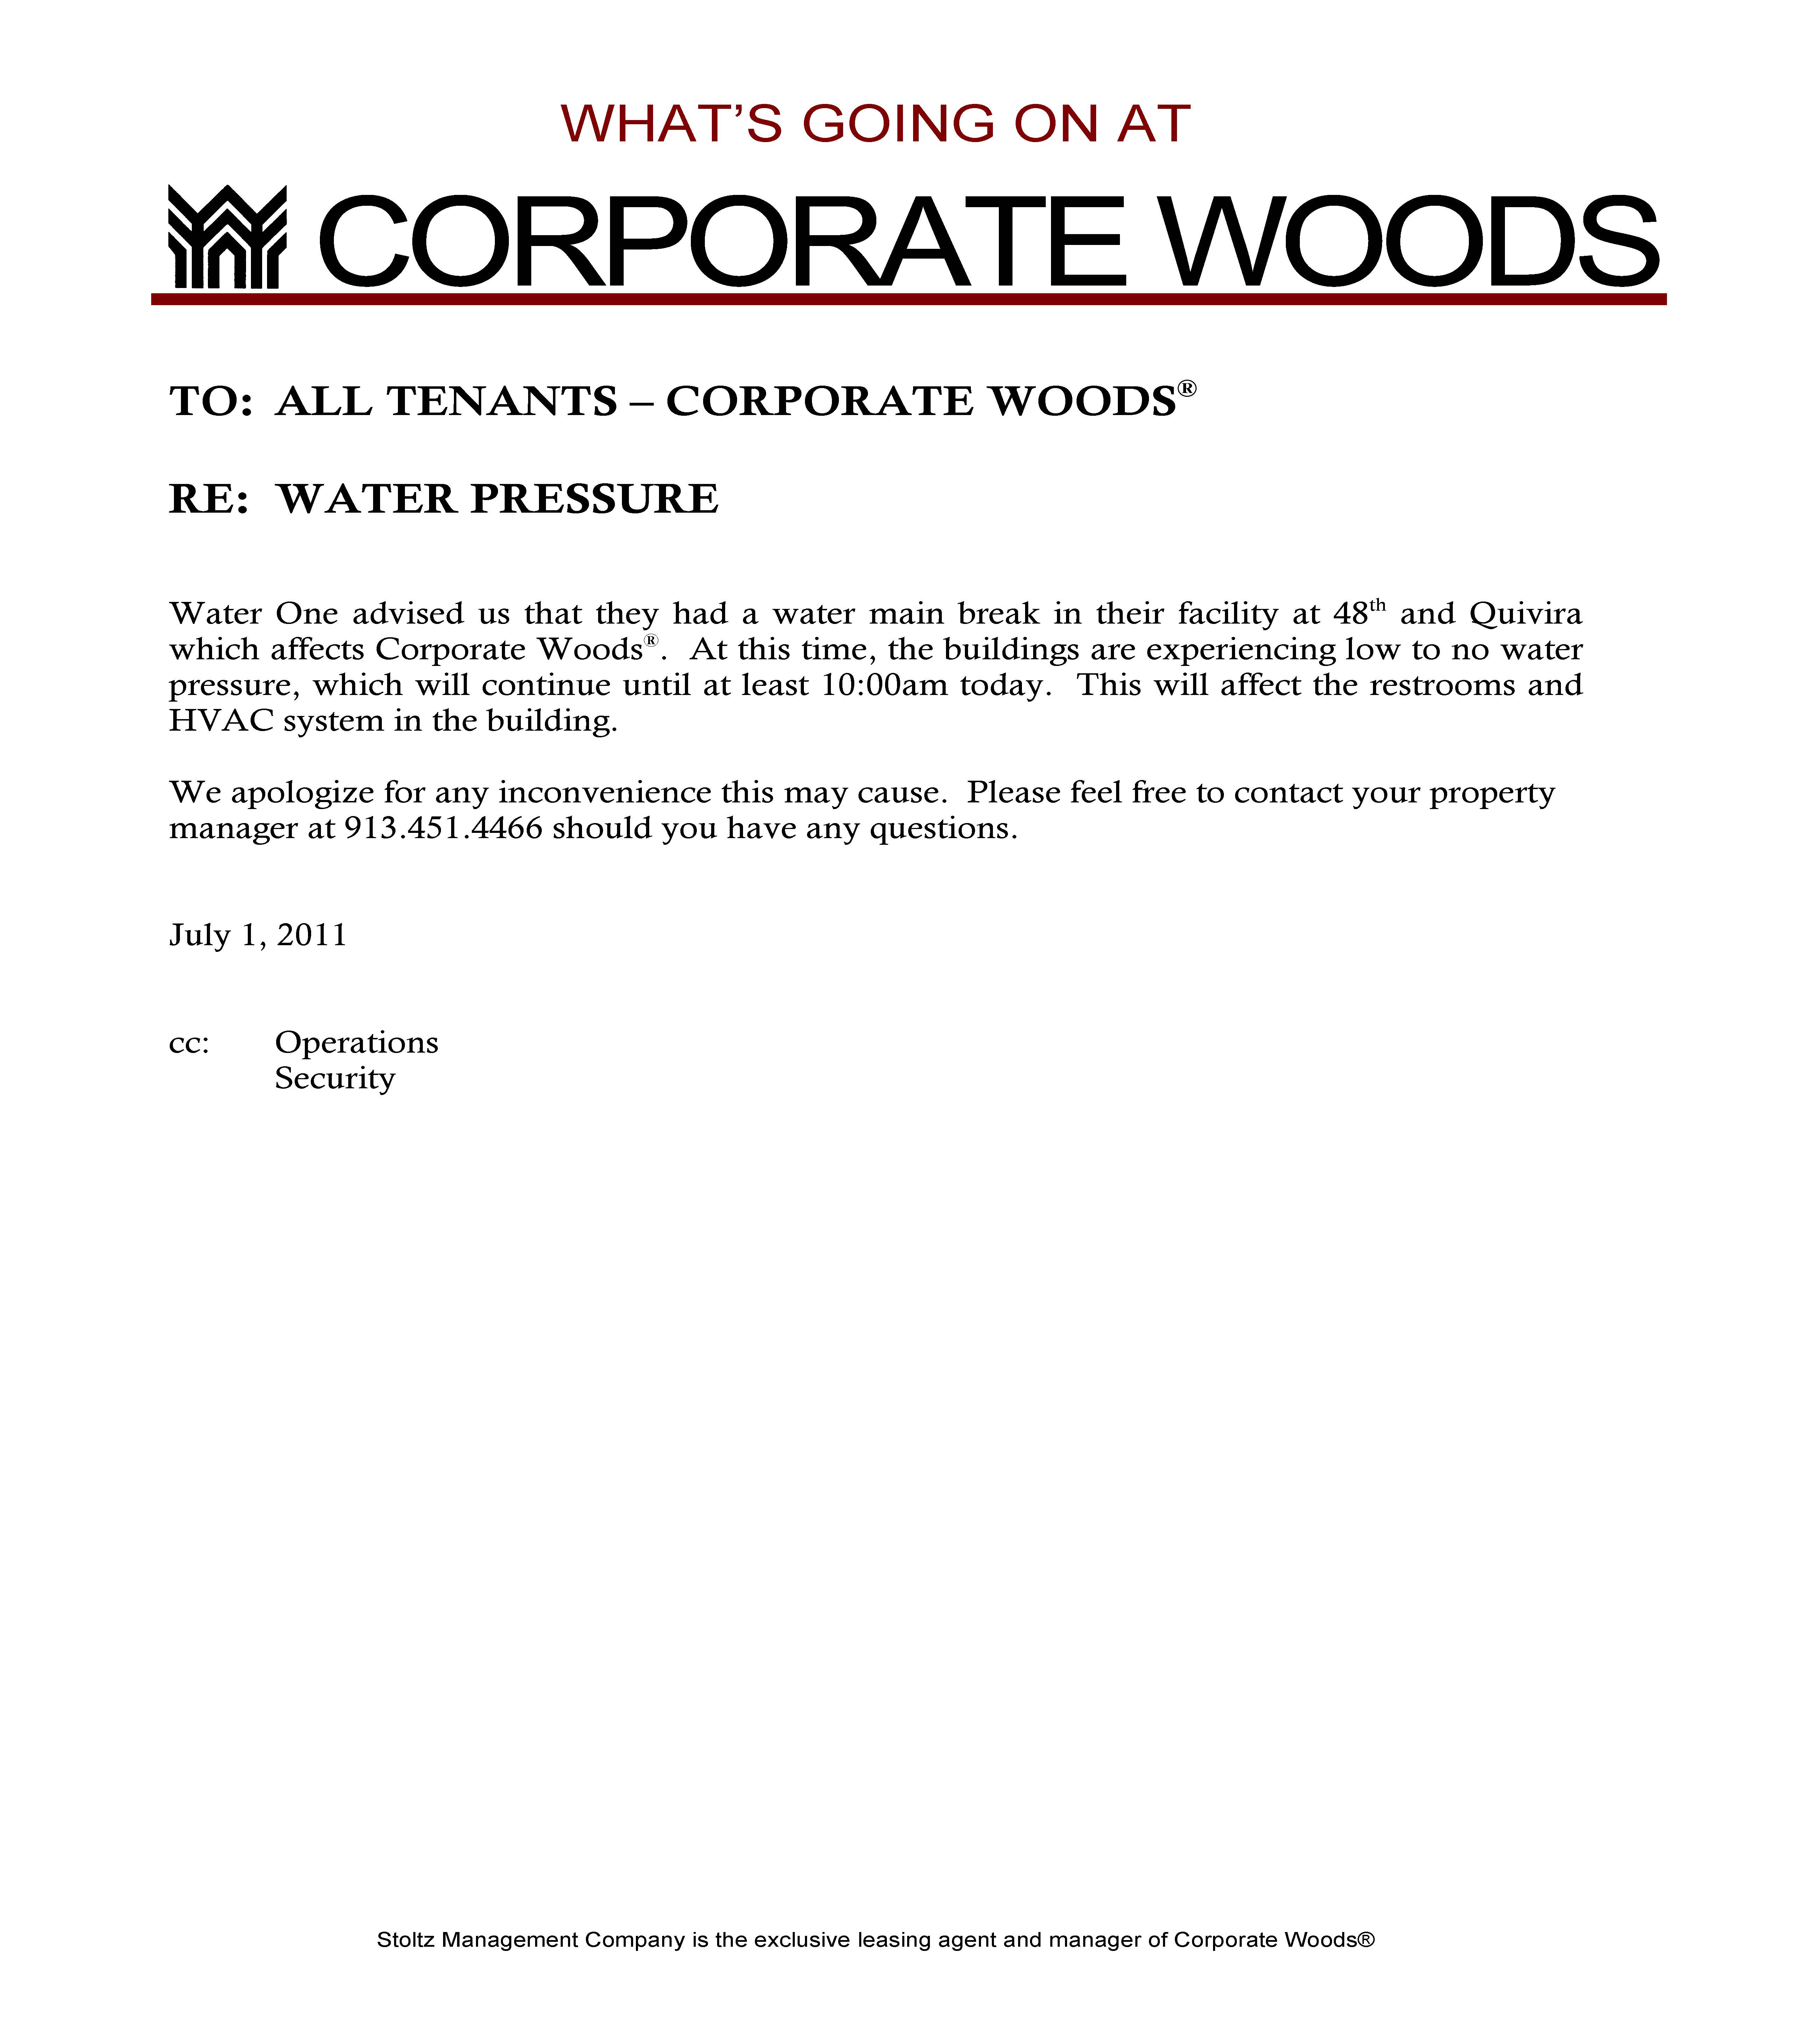 WHAT’S GOING ON AT
CORPORATE WOODS
TO: ALL TENANTS – CORPORATE WOODS®
RE: WATER PRESSURE
Water One advised us that they had a water main break in their facility at 48th and Quivira
which affects Corporate Woods®. At this time, the buildings are experiencing low to no water
pressure, which will continue until at least 10:00am today. This will affect the restrooms and
HVAC system in the building.
We apologize for any inconvenience this may cause. Please feel free to contact your property
manager at 913.451.4466 should you have any questions.
July 1, 2011
cc: Operations
Security
Stoltz Management Company is the exclusive leasing agent and manager of Corporate Woods®